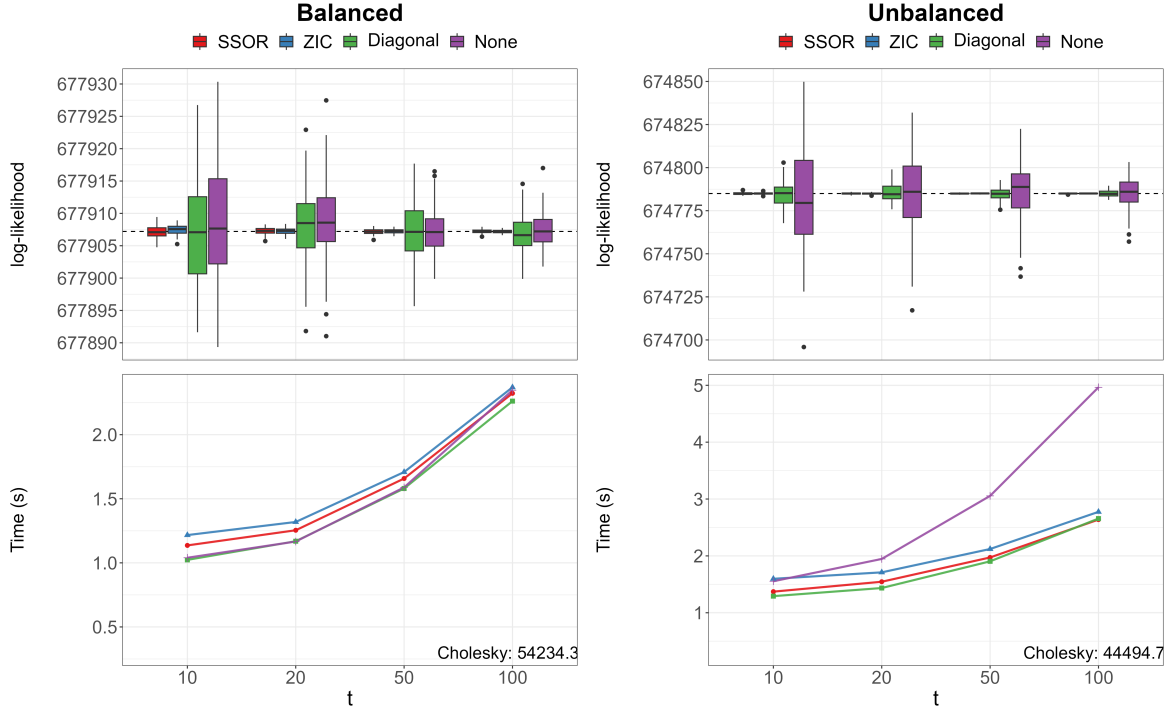 Balanced
SSOR ZIC Diagonal None
log-likelihood
677930
677925
677920
677915
677910
677905
677900
677895
677890
Time (s)
2.0
1.5
1.0
0.5
Cholesky: 54234.3
10 20 50 100
t
Unbalanced
SSOR ZIC Diagonal None
log-likelihood
674850
674825
674800
674775
674750
674725
674700
Time (s)
5
4
3
2
1
Cholesky: 44494.7
10 20 50 100
t